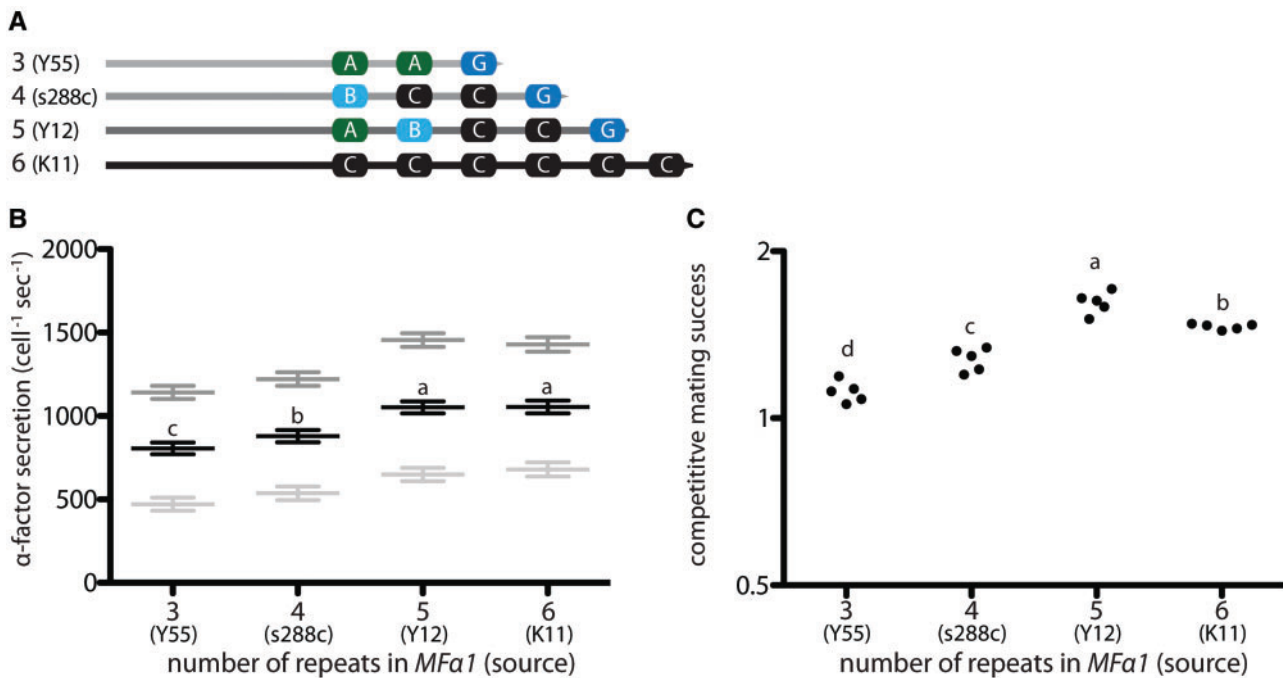 A
3 (Y55) A A G
4 (s288c) B C C G
5 (Y12) A B C C G
6 (K11) C C C C C C
B
α-factor secretion (cell⁻¹ sec⁻¹)
2000
1500
1000
500
0
c
b
a
a
3
(Y55)
4
(s288c)
5
(Y12)
6
(K11)
number of repeats in MFα1 (source)
C
competitive mating success
2
1
0.5
d
c
a
b
3
(Y55)
4
(s288c)
5
(Y12)
6
(K11)
number of repeats in MFα1 (source)